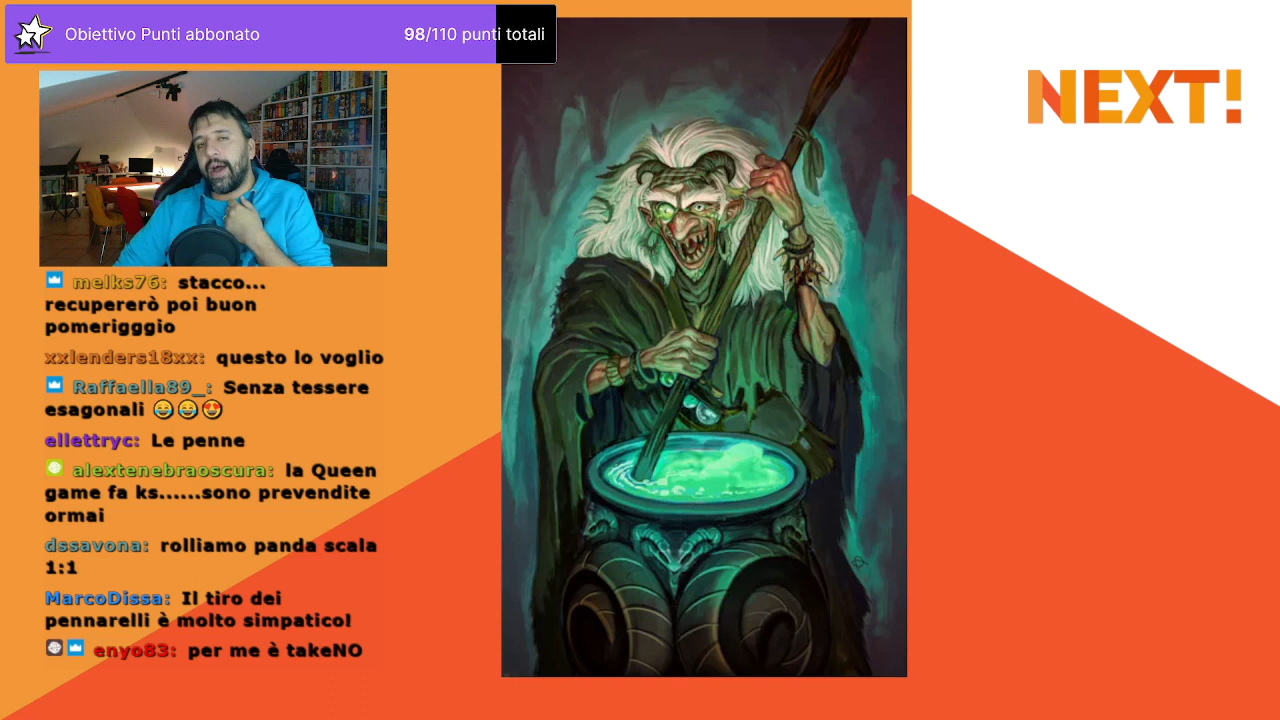 Obiettivo Punti abbonato 98/110 punti totali
NEXT!
melks76: stacco...
recupererò poi buon
pomerigggio
xxlenders18xx: questo lo voglio
Raffaella89_: Senza tessere
esagonali 😂😂😍
ellettryc: Le penne
alextenebraoscura: la Queen
game fa ks......sono prevendite
ormai
dssavona: rolliamo panda scala
1:1
MarcoDissa: Il tiro dei
pennarelli è molto simpatico!
enyo83: per me è takeNO